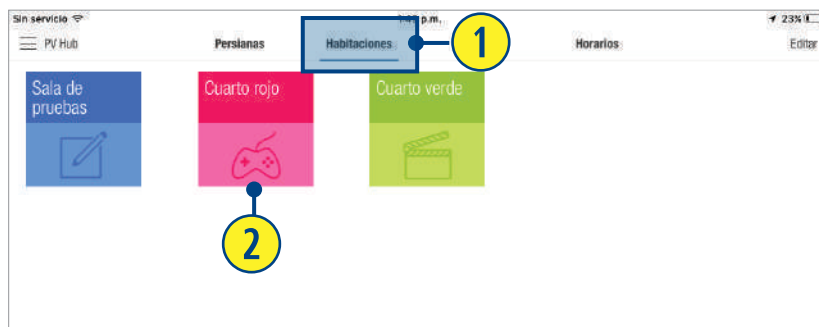 Sin servicio
p.m.
23%
PV Hub
Persianas
Habitaciones
Horarios
Editar
1
Sala de
pruebas
Cuarto rojo
Cuarto verde
2